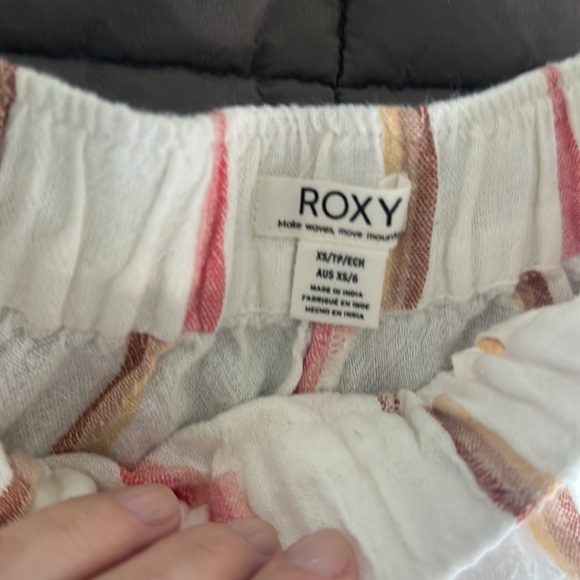 ROXY
Make waves, move mount
XS/TP/ECH
AUS XS/6
MADE IN INDIA
FABRIQUÉ EN INDE
HECHO EN INDIA